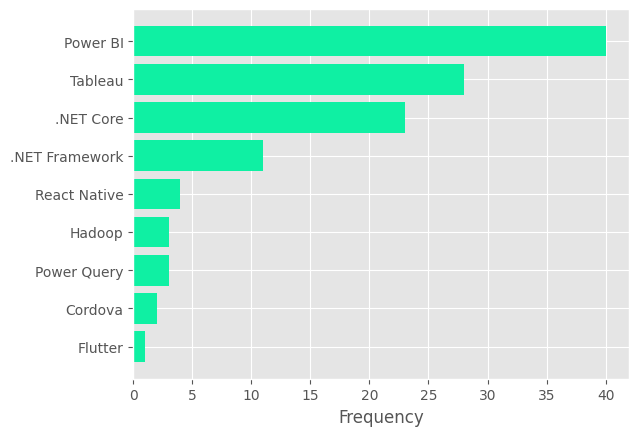 Power BI
Tableau
.NET Core
.NET Framework
React Native
Hadoop
Power Query
Cordova
Flutter
0 5 10 15 20 25 30 35 40
Frequency